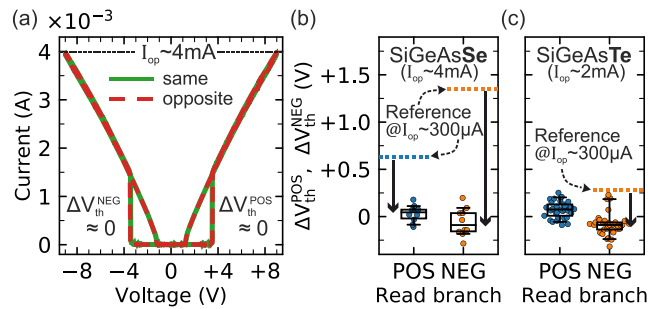 (a)
×10⁻³
I_op~4mA
same
opposite
ΔV_th^NEG
≈ 0
ΔV_th^POS
≈ 0
4
3
2
1
0
Current (A)
−8
−4
0
+4
+8
Voltage (V)
(b)
SiGeAsSe
(I_op~4mA)
Reference
@I_op~300μA
ΔV_th^POS, ΔV_th^NEG (V)
+1.5
+1
+0.5
0
POS NEG
Read branch
(c)
SiGeAsTe
(I_op~2mA)
Reference
@I_op~300μA
POS NEG
Read branch